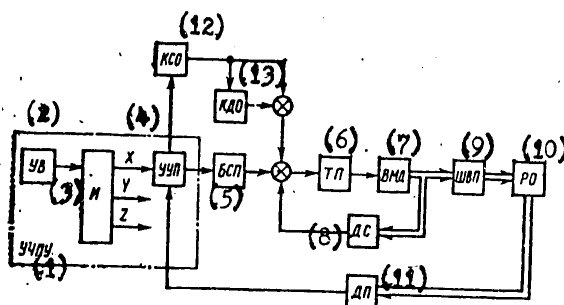 (12)
КСО
(13)
КДО
(2)
(4)
(6)
(7)
(9)
(10)
УВ
(3)
И
X
Y
Z
УУП
БСП
(5)
ТП
ВМД
ШВП
РО
(8)
ДС
УЧПУ
(1)
ДП
(11)